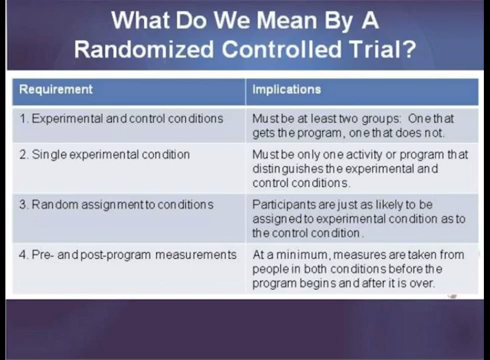 What Do We Mean By A
Randomized Controlled Trial?
Requirement
Implications
1. Experimental and control conditions
Must be at least two groups: One that
gets the program, one that does not.
2. Single experimental condition
Must be only one activity or program that
distinguishes the experimental and
control conditions.
3. Random assignment to conditions
Participants are just as likely to be
assigned to experimental condition as to
the control condition.
4. Pre- and post-program measurements
At a minimum, measures are taken from
people in both conditions before the
program begins and after it is over.